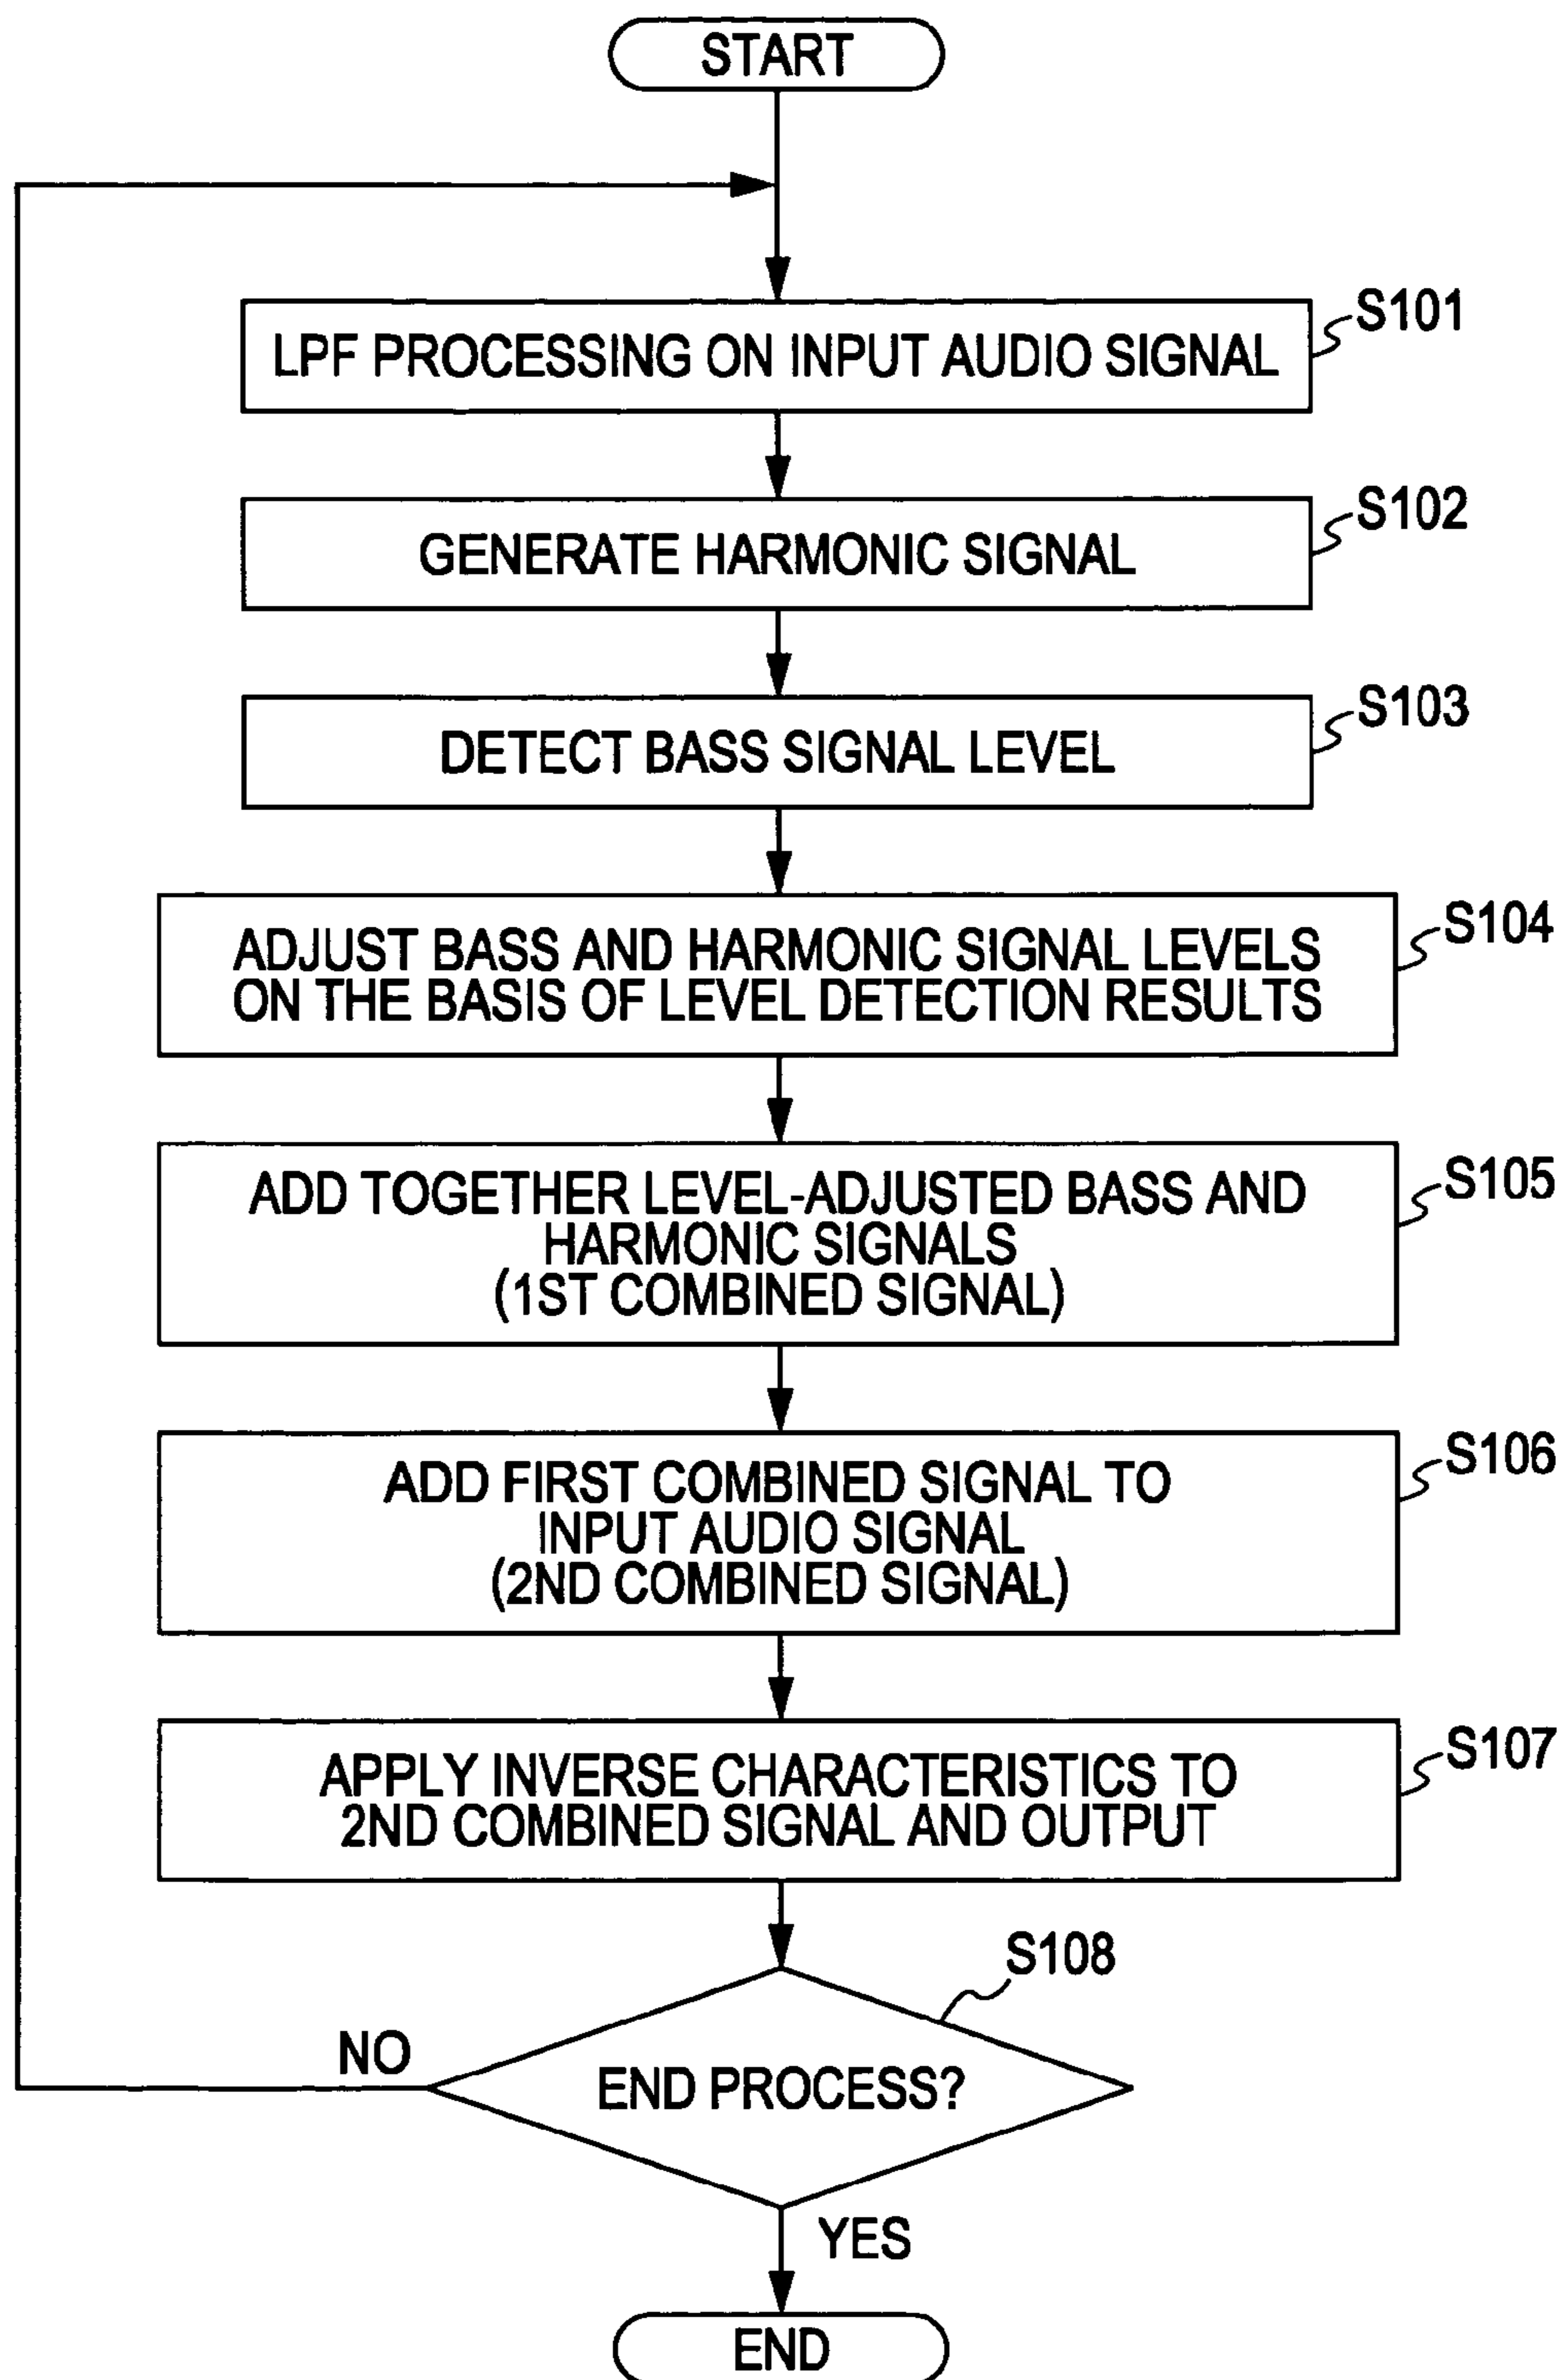 START
LPF PROCESSING ON INPUT AUDIO SIGNAL
S101
GENERATE HARMONIC SIGNAL
S102
DETECT BASS SIGNAL LEVEL
S103
ADJUST BASS AND HARMONIC SIGNAL LEVELS
ON THE BASIS OF LEVEL DETECTION RESULTS
S104
ADD TOGETHER LEVEL-ADJUSTED BASS AND
HARMONIC SIGNALS
(1ST COMBINED SIGNAL)
S105
ADD FIRST COMBINED SIGNAL TO
INPUT AUDIO SIGNAL
(2ND COMBINED SIGNAL)
S106
APPLY INVERSE CHARACTERISTICS TO
2ND COMBINED SIGNAL AND OUTPUT
S107
S108
NO
END PROCESS?
YES
END